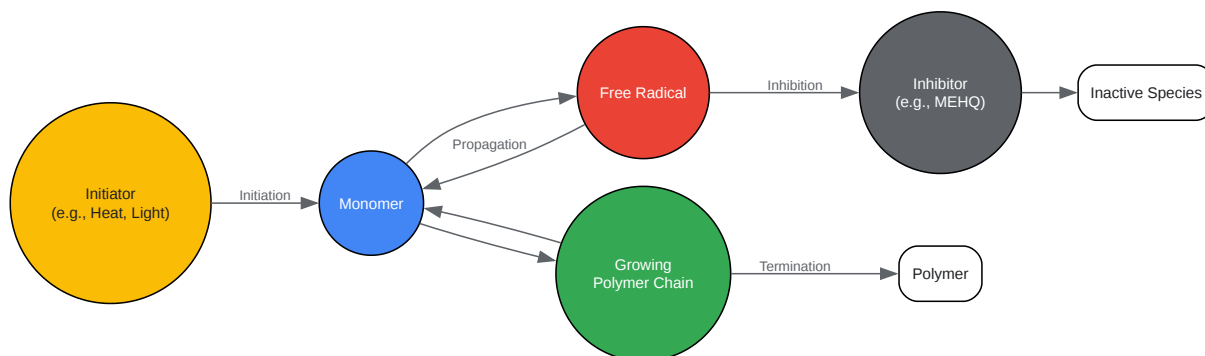 Initiator
(e.g., Heat, Light)
Initiation
Monomer
Propagation
Free Radical
Inhibition
Inhibitor
(e.g., MEHQ)
Inactive Species
Growing
Polymer Chain
Termination
Polymer